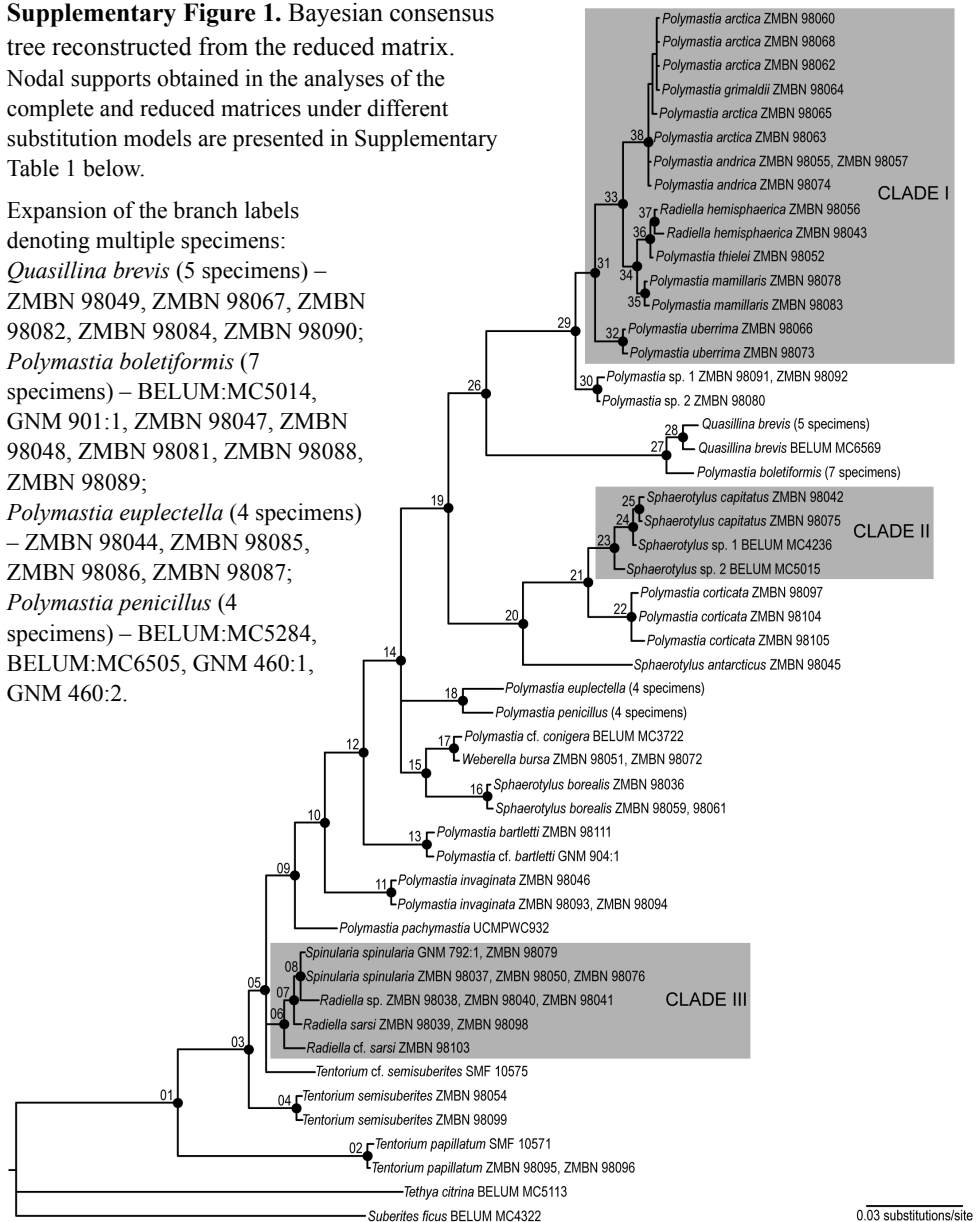 Supplementary Figure 1. Bayesian consensus
tree reconstructed from the reduced matrix.
Nodal supports obtained in the analyses of the
complete and reduced matrices under different
substitution models are presented in Supplementary
Table 1 below.
Expansion of the branch labels
denoting multiple specimens:
Quasillina brevis (5 specimens) –
ZMBN 98049, ZMBN 98067, ZMBN
98082, ZMBN 98084, ZMBN 98090;
Polymastia boletiformis (7
specimens) – BELUM:MC5014,
GNM 901:1, ZMBN 98047, ZMBN
98048, ZMBN 98081, ZMBN 98088,
ZMBN 98089;
Polymastia euplectella (4 specimens)
– ZMBN 98044, ZMBN 98085,
ZMBN 98086, ZMBN 98087;
Polymastia penicillus (4
specimens) – BELUM:MC5284,
BELUM:MC6505, GNM 460:1,
GNM 460:2.
Polymastia arctica ZMBN 98060
Polymastia arctica ZMBN 98068
Polymastia arctica ZMBN 98062
Polymastia grimaldii ZMBN 98064
Polymastia arctica ZMBN 98065
38 Polymastia arctica ZMBN 98063
Polymastia andrica ZMBN 98055, ZMBN 98057
Polymastia andrica ZMBN 98074
CLADE I
33
37 Radiella hemisphaerica ZMBN 98056
36 Radiella hemisphaerica ZMBN 98043
Polymastia thielei ZMBN 98052
31
34
Polymastia mamillaris ZMBN 98078
35 Polymastia mamillaris ZMBN 98083
29
32 Polymastia uberrima ZMBN 98066
Polymastia uberrima ZMBN 98073
26
30 Polymastia sp. 1 ZMBN 98091, ZMBN 98092
Polymastia sp. 2 ZMBN 98080
28 Quasillina brevis (5 specimens)
27 Quasillina brevis BELUM MC6569
Polymastia boletiformis (7 specimens)
19
25 Sphaerotylus capitatus ZMBN 98042
24 Sphaerotylus capitatus ZMBN 98075
CLADE II
23 Sphaerotylus sp. 1 BELUM MC4236
Sphaerotylus sp. 2 BELUM MC5015
21
Polymastia corticata ZMBN 98097
22 Polymastia corticata ZMBN 98104
20
Polymastia corticata ZMBN 98105
Sphaerotylus antarcticus ZMBN 98045
14
18 Polymastia euplectella (4 specimens)
Polymastia penicillus (4 specimens)
12
17 Polymastia cf. conigera BELUM MC3722
Weberella bursa ZMBN 98051, ZMBN 98072
15
16 Sphaerotylus borealis ZMBN 98036
Sphaerotylus borealis ZMBN 98059, 98061
10
13 Polymastia bartletti ZMBN 98111
Polymastia cf. bartletti GNM 904:1
09
11 Polymastia invaginata ZMBN 98046
Polymastia invaginata ZMBN 98093, ZMBN 98094
Polymastia pachymastia UCMPWC932
05
Spinularia spinularia GNM 792:1, ZMBN 98079
08 Spinularia spinularia ZMBN 98037, ZMBN 98050, ZMBN 98076
07 Radiella sp. ZMBN 98038, ZMBN 98040, ZMBN 98041
CLADE III
06 Radiella sarsi ZMBN 98039, ZMBN 98098
Radiella cf. sarsi ZMBN 98103
03
Tentorium cf. semisuberites SMF 10575
01
04 Tentorium semisuberites ZMBN 98054
Tentorium semisuberites ZMBN 98099
02 Tentorium papillatum SMF 10571
Tentorium papillatum ZMBN 98095, ZMBN 98096
Tethya citrina BELUM MC5113
Suberites ficus BELUM MC4322
0.03 substitutions/site